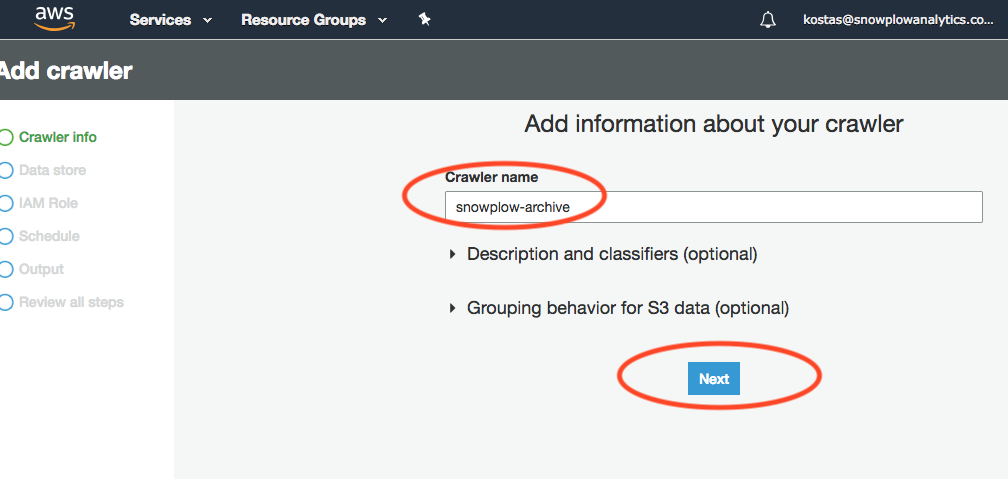 aws Services Resource Groups kostas@snowplowanalytics.co...
Add crawler
Crawler info
Data store
IAM Role
Schedule
Output
Review all steps
Add information about your crawler
Crawler name
snowplow-archive
Description and classifiers (optional)
Grouping behavior for S3 data (optional)
Next